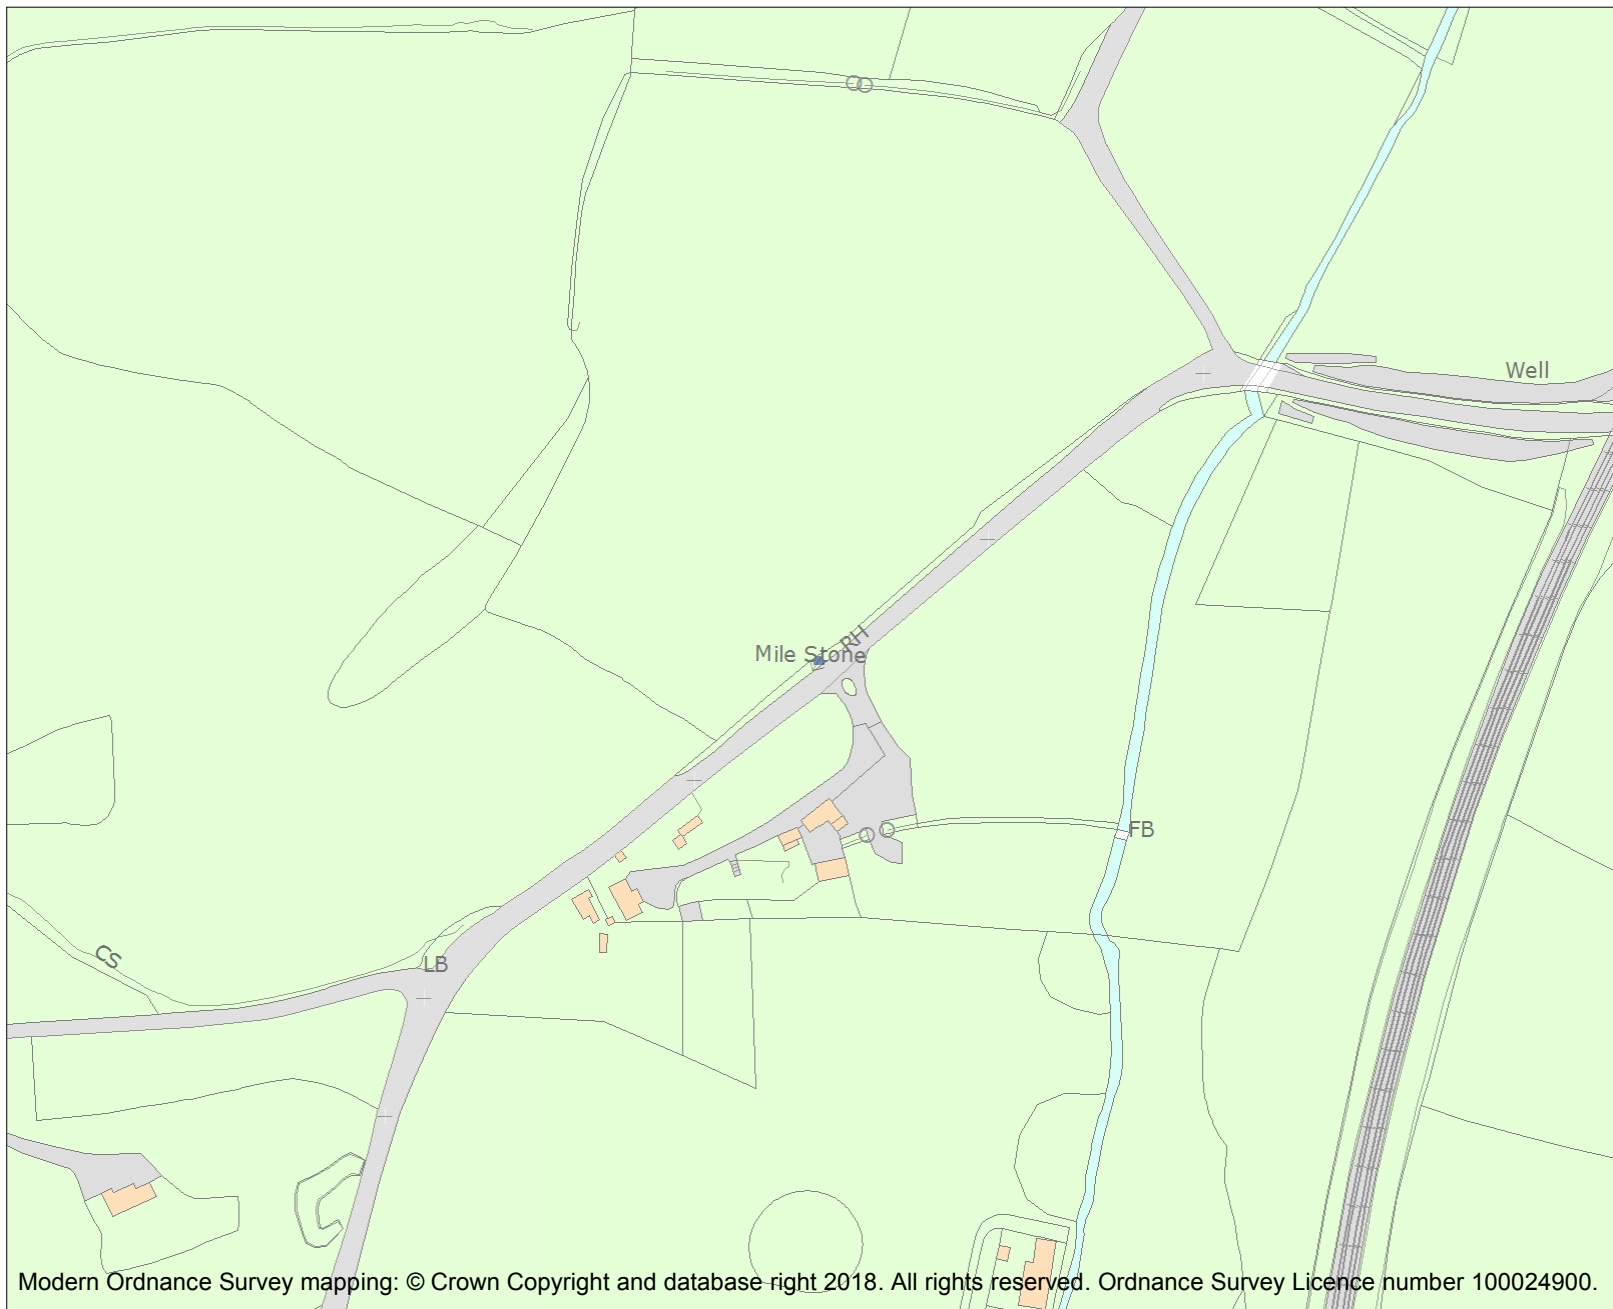 Well
RH
Mile Stone
FB
CS
LB
Modern Ordnance Survey mapping: © Crown Copyright and database right 2018. All rights reserved. Ordnance Survey Licence number 100024900.